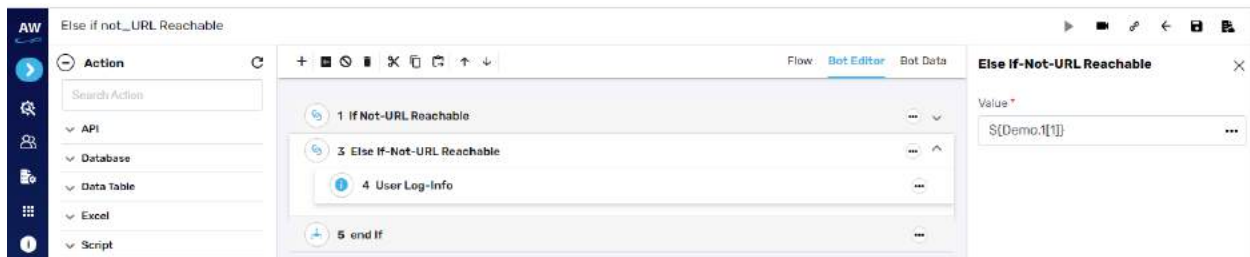 AW
Else if not_URL Reachable
Action
Search Action
API
Database
Data Table
Excel
Script
Flow Bot Editor Bot Data
1 If Not-URL Reachable
3 Else If-Not-URL Reachable
4 User Log-Info
5 end If
Else If-Not-URL Reachable
Value *
${Demo.1[1]}